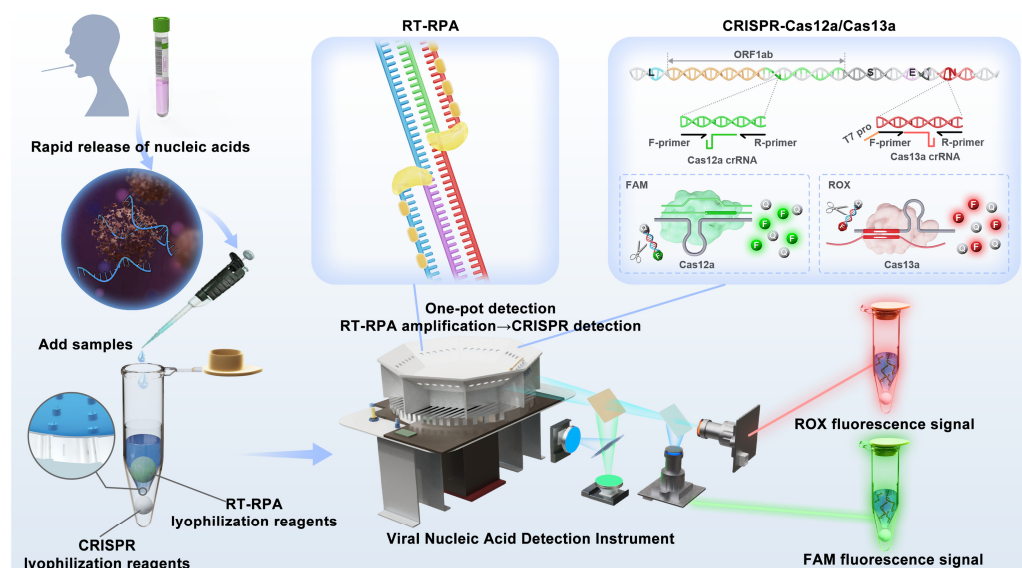 RT-RPA
CRISPR-Cas12a/Cas13a
ORF1ab
L
S
E
N
F-primer
R-primer
Cas12a crRNA
T7 pro
F-primer
R-primer
Cas13a crRNA
FAM
Q
F
Cas12a
Q
F
F
Q
F
Q
F
Q
ROX
Q
F
Cas13a
F
Q
Q
F
Q
F
F
Q
Rapid release of nucleic acids
Add samples
RT-RPA
lyophilization reagents
CRISPR
lyophilization reagents
One-pot detection
RT-RPA amplification→CRISPR detection
Viral Nucleic Acid Detection Instrument
ROX fluorescence signal
FAM fluorescence signal